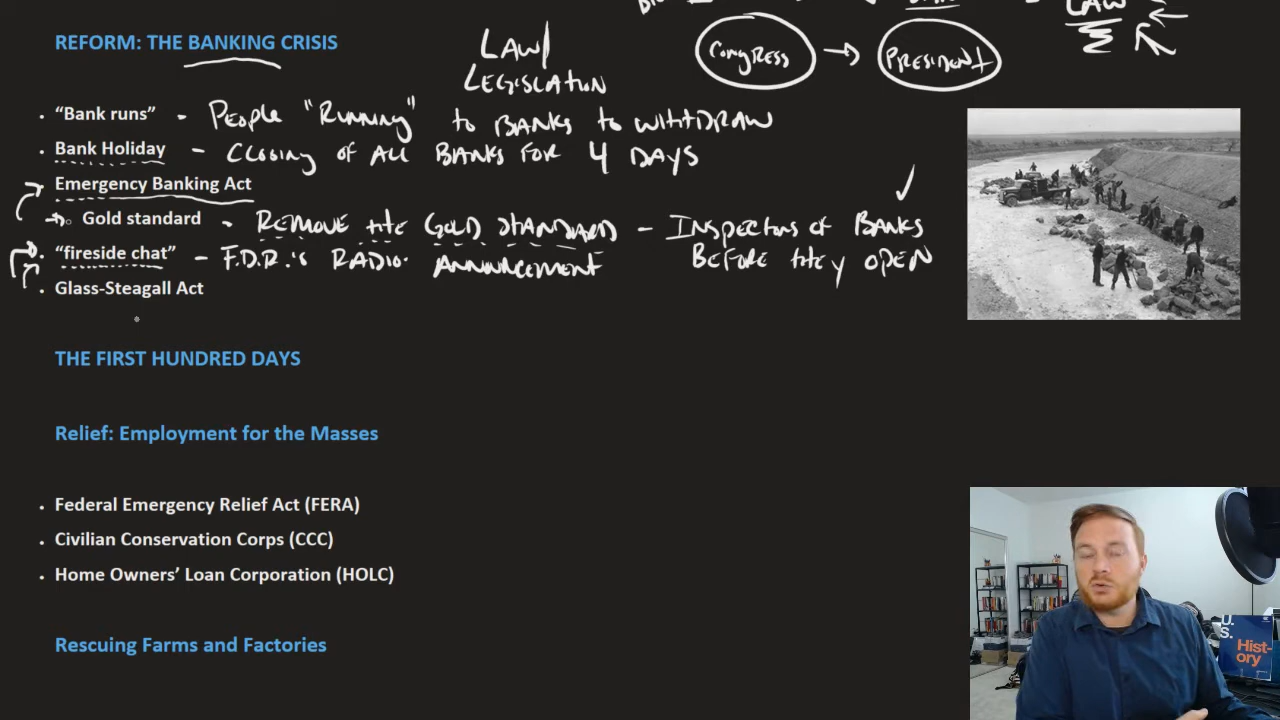 LAW
REFORM: THE BANKING CRISIS
LAW/
LEGISLATION
CONGRESS → PRESIDENT
• "Bank runs" - PEOPLE "RUNNING" to BANKS to WITHDRAW
• Bank Holiday - CLOSING OF ALL BANKS FOR 4 DAYS
• Emergency Banking Act
Gold standard - REMOVE the GOLD STANDARD - INSPECTORS of BANKS
BEFORE they OPEN
• "fireside chat" - F.D.R.'s RADIO ANNOUNCEMENT
• Glass-Steagall Act
THE FIRST HUNDRED DAYS
Relief: Employment for the Masses
• Federal Emergency Relief Act (FERA)
• Civilian Conservation Corps (CCC)
• Home Owners' Loan Corporation (HOLC)
U.S.
Hist-
ory
Rescuing Farms and Factories